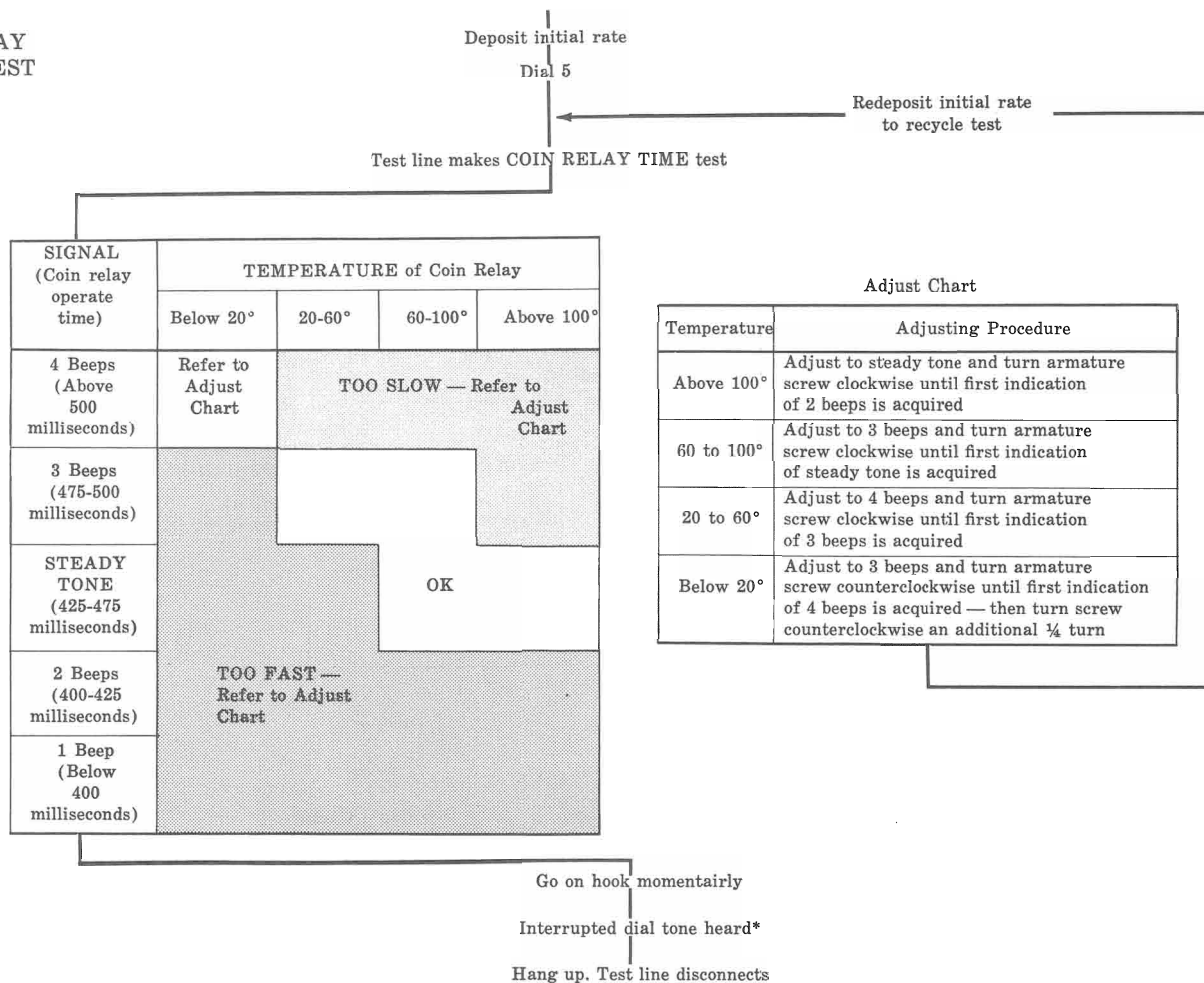 AY
EST
Deposit initial rate
Dial 5
Redeposit initial rate
to recycle test
Test line makes COIN RELAY TIME test
SIGNAL
(Coin relay
operate
time)
TEMPERATURE of Coin Relay
Below 20°
20-60°
60-100°
Above 100°
4 Beeps
(Above
500
milliseconds)
Refer to
Adjust
Chart
TOO SLOW — Refer to
Adjust
Chart
3 Beeps
(475-500
milliseconds)
STEADY
TONE
(425-475
milliseconds)
OK
2 Beeps
(400-425
milliseconds)
TOO FAST —
Refer to Adjust
Chart
1 Beep
(Below
400
milliseconds)
Adjust Chart
Temperature
Adjusting Procedure
Above 100°
Adjust to steady tone and turn armature
screw clockwise until first indication
of 2 beeps is acquired
60 to 100°
Adjust to 3 beeps and turn armature
screw clockwise until first indication
of steady tone is acquired
20 to 60°
Adjust to 4 beeps and turn armature
screw clockwise until first indication
of 3 beeps is acquired
Below 20°
Adjust to 3 beeps and turn armature
screw counterclockwise until first indication
of 4 beeps is acquired — then turn screw
counterclockwise an additional ¼ turn
Go on hook momentairly
Interrupted dial tone heard*
Hang up. Test line disconnects